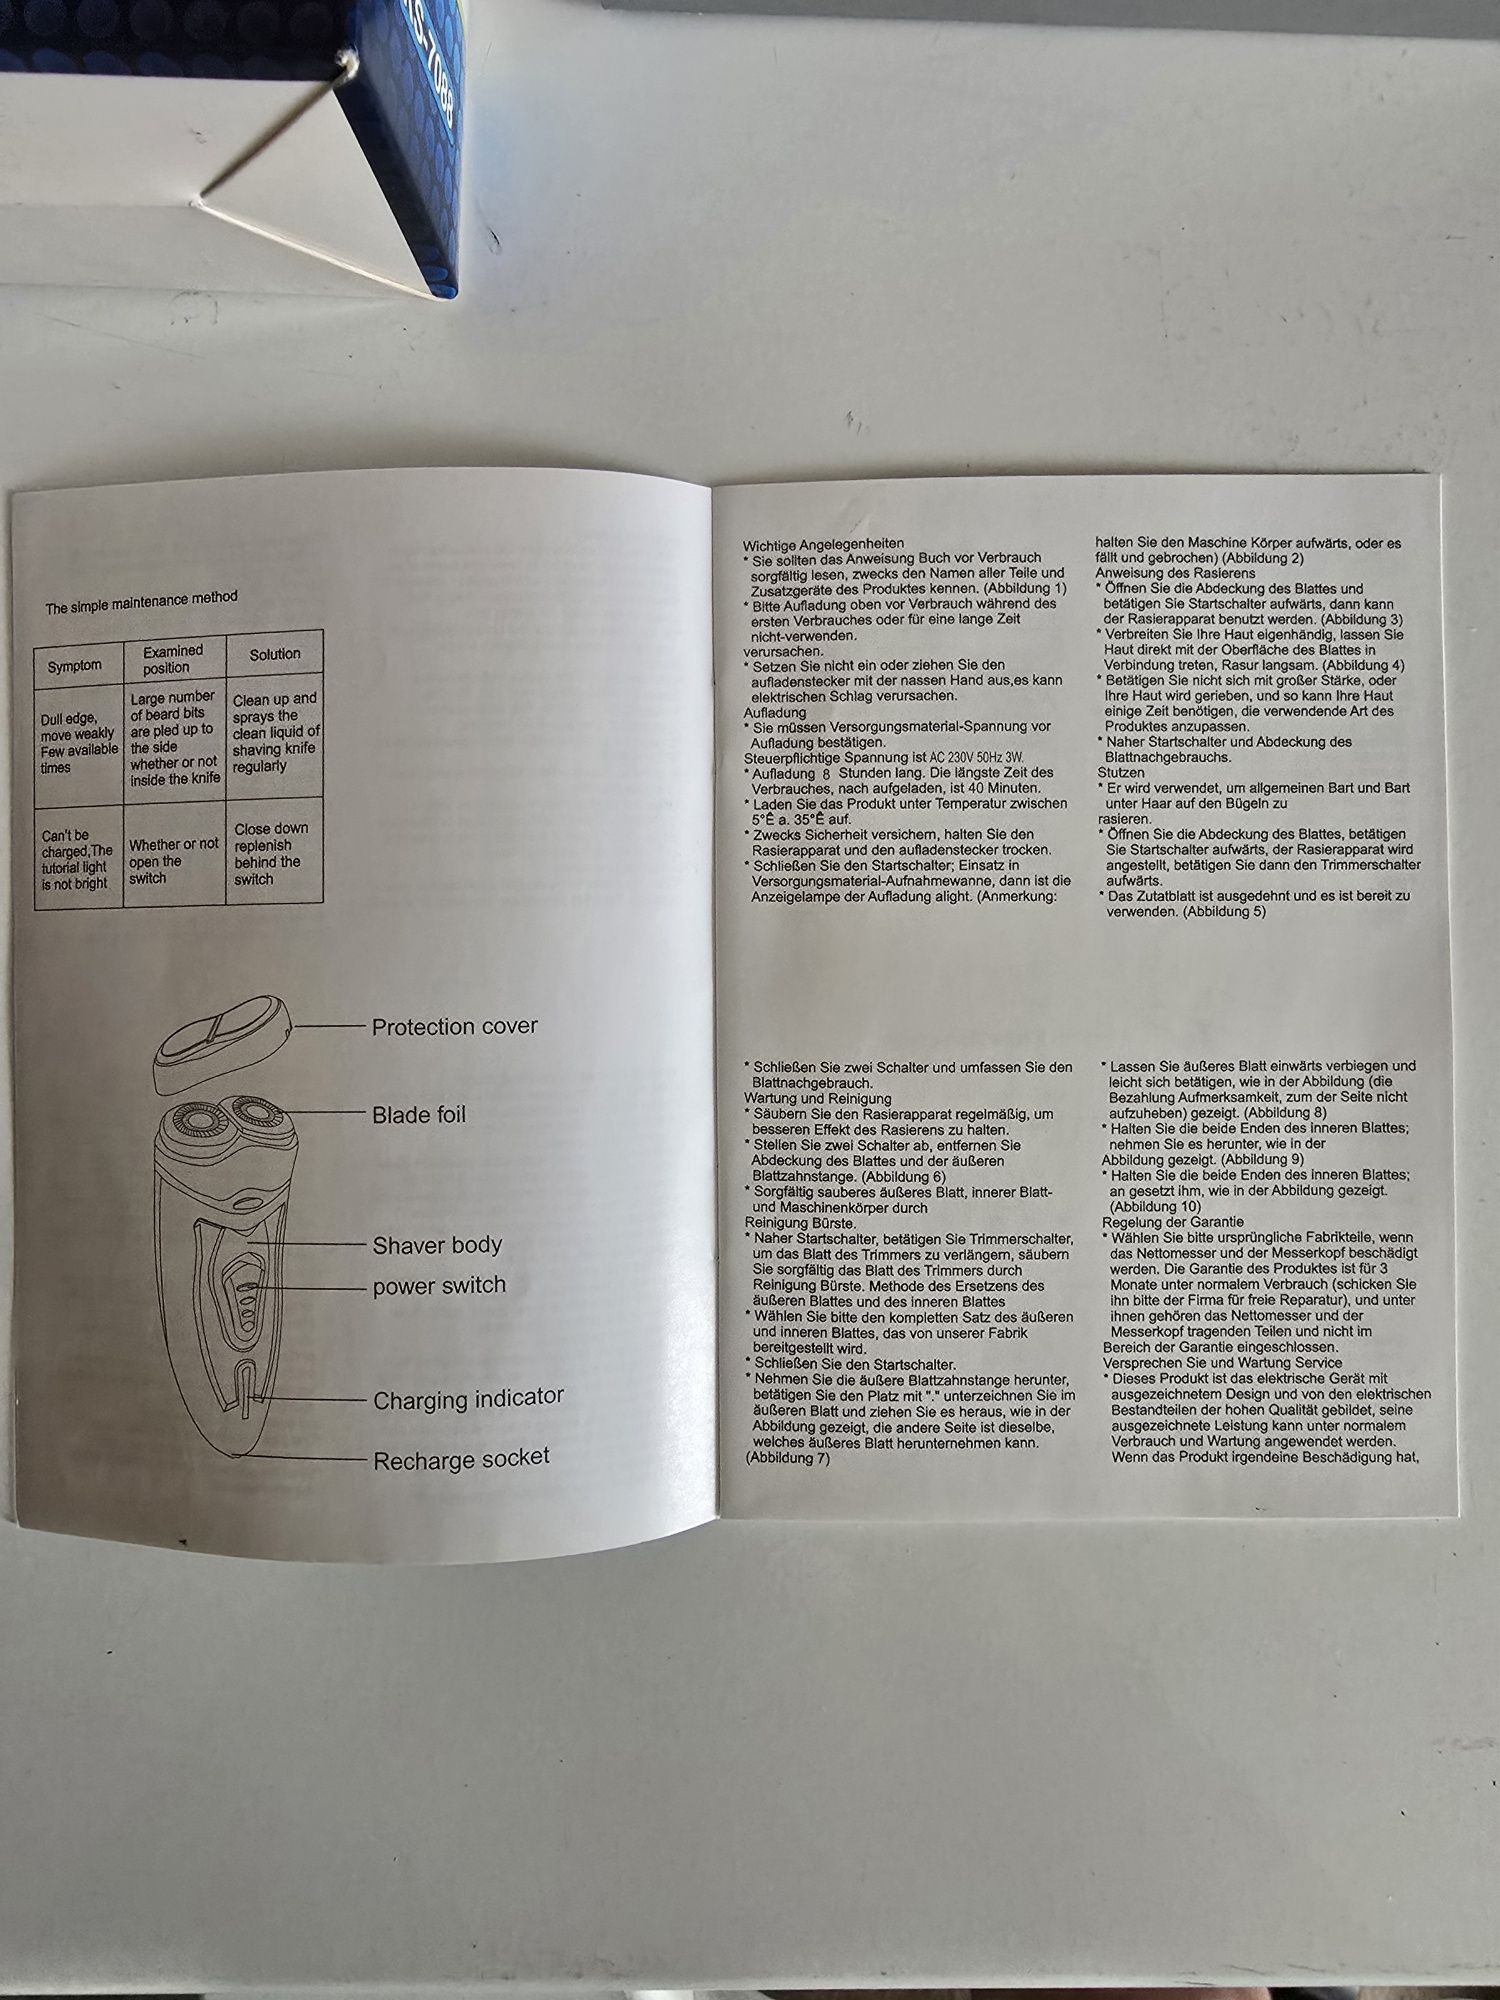 S-7088
The simple maintenance method
Symptom
Examined
position
Solution
Dull edge,
move weakly
Few available
times
Large number
of beard bits
are pled up to
the side
whether or not
inside the knife
Clean up and
sprays the
clean liquid of
shaving knife
regularly
Can't be
charged,The
tutorial light
is not bright
Whether or not
open the
switch
Close down
replenish
behind the
switch
Protection cover
Blade foil
Shaver body
power switch
Charging indicator
Recharge socket
Wichtige Angelegenheiten
* Sie sollten das Anweisung Buch vor Verbrauch
sorgfältig lesen, zwecks den Namen aller Teile und
Zusatzgeräte des Produktes kennen. (Abbildung 1)
* Bitte Aufladung oben vor Verbrauch während des
ersten Verbrauches oder für eine lange Zeit
nicht-verwenden.
verursachen.
* Setzen Sie nicht ein oder ziehen Sie den
aufladenstecker mit der nassen Hand aus,es kann
elektrischen Schlag verursachen.
Aufladung
* Sie müssen Versorgungsmaterial-Spannung vor
Aufladung bestätigen.
Steuerpflichtige Spannung ist AC 230V 50Hz 3W.
* Aufladung 8 Stunden lang. Die längste Zeit des
Verbrauches, nach aufgeladen, ist 40 Minuten.
* Laden Sie das Produkt unter Temperatur zwischen
5°Ê a. 35°Ê auf.
* Zwecks Sicherheit versichern, halten Sie den
Rasierapparat und den aufladenstecker trocken.
* Schließen Sie den Startschalter; Einsatz in
Versorgungsmaterial-Aufnahmewanne, dann ist die
Anzeigelampe der Aufladung alight. (Anmerkung:
halten Sie den Maschine Körper aufwärts, oder es
fällt und gebrochen) (Abbildung 2)
Anweisung des Rasierens
* Öffnen Sie die Abdeckung des Blattes und
betätigen Sie Startschalter aufwärts, dann kann
der Rasierapparat benutzt werden. (Abbildung 3)
* Verbreiten Sie Ihre Haut eigenhändig, lassen Sie
Haut direkt mit der Oberfläche des Blattes in
Verbindung treten, Rasur langsam. (Abbildung 4)
* Betätigen Sie nicht sich mit großer Stärke, oder
Ihre Haut wird gerieben, und so kann Ihre Haut
einige Zeit benötigen, die verwendende Art des
Produktes anzupassen.
* Naher Startschalter und Abdeckung des
Blattnachgebrauchs.
Stutzen
* Er wird verwendet, um allgemeinen Bart und Bart
unter Haar auf den Bügeln zu
rasieren.
* Öffnen Sie die Abdeckung des Blattes, betätigen
Sie Startschalter aufwärts, der Rasierapparat wird
angestellt, betätigen Sie dann den Trimmerschalter
aufwärts.
* Das Zutatblatt ist ausgedehnt und es ist bereit zu
verwenden. (Abbildung 5)
* Schließen Sie zwei Schalter und umfassen Sie den
Blattnachgebrauch.
Wartung und Reinigung
* Säubern Sie den Rasierapparat regelmäßig, um
besseren Effekt des Rasierens zu halten.
* Stellen Sie zwei Schalter ab, entfernen Sie
Abdeckung des Blattes und der äußeren
Blattzahnstange. (Abbildung 6)
* Sorgfältig sauberes äußeres Blatt, innerer Blatt-
und Maschinenkörper durch
Reinigung Bürste.
* Naher Startschalter, betätigen Sie Trimmerschalter,
um das Blatt des Trimmers zu verlängern, säubern
Sie sorgfältig das Blatt des Trimmers durch
Reinigung Bürste. Methode des Ersetzens des
äußeren Blattes und des inneren Blattes
* Wählen Sie bitte den kompletten Satz des äußeren
und inneren Blattes, das von unserer Fabrik
bereitgestellt wird.
* Schließen Sie den Startschalter.
* Nehmen Sie die äußere Blattzahnstange herunter,
betätigen Sie den Platz mit "." unterzeichnen Sie im
äußeren Blatt und ziehen Sie es heraus, wie in der
Abbildung gezeigt, die andere Seite ist dieselbe,
welches äußeres Blatt herunternehmen kann.
(Abbildung 7)
* Lassen Sie äußeres Blatt einwärts verbiegen und
leicht sich betätigen, wie in der Abbildung (die
Bezahlung Aufmerksamkeit, zum der Seite nicht
aufzuheben) gezeigt. (Abbildung 8)
* Halten Sie die beide Enden des inneren Blattes;
nehmen Sie es herunter, wie in der
Abbildung gezeigt. (Abbildung 9)
* Halten Sie die beide Enden des inneren Blattes;
an gesetzt ihm, wie in der Abbildung gezeigt.
(Abbildung 10)
Regelung der Garantie
* Wählen Sie bitte ursprüngliche Fabrikteile, wenn
das Nettomesser und der Messerkopf beschädigt
werden. Die Garantie des Produktes ist für 3
Monate unter normalem Verbrauch (schicken Sie
ihn bitte der Firma für freie Reparatur), und unter
ihnen gehören das Nettomesser und der
Messerkopf tragenden Teilen und nicht im
Bereich der Garantie eingeschlossen.
Versprechen Sie und Wartung Service
* Dieses Produkt ist das elektrische Gerät mit
ausgezeichnetem Design und von den elektrischen
Bestandteilen der hohen Qualität gebildet, seine
ausgezeichnete Leistung kann unter normalem
Verbrauch und Wartung angewendet werden.
Wenn das Produkt irgendeine Beschädigung hat,